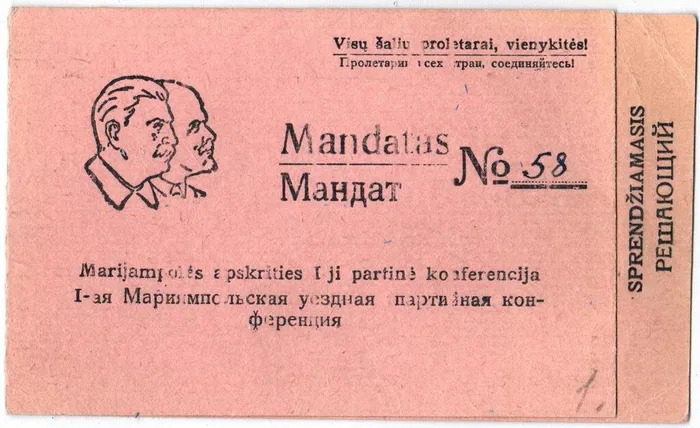 Visų šalių proletarai, vienykitės!
Пролетарии всех стран, соединяйтесь!
Mandatas
Мандат
№ 58
Marijampolės apskrities I ji partinė konferencija
I-ая Мариямпольская уездная партийная кон-
ференция
1.
SPRENDŽIAMASIS
РЕШАЮЩИЙ